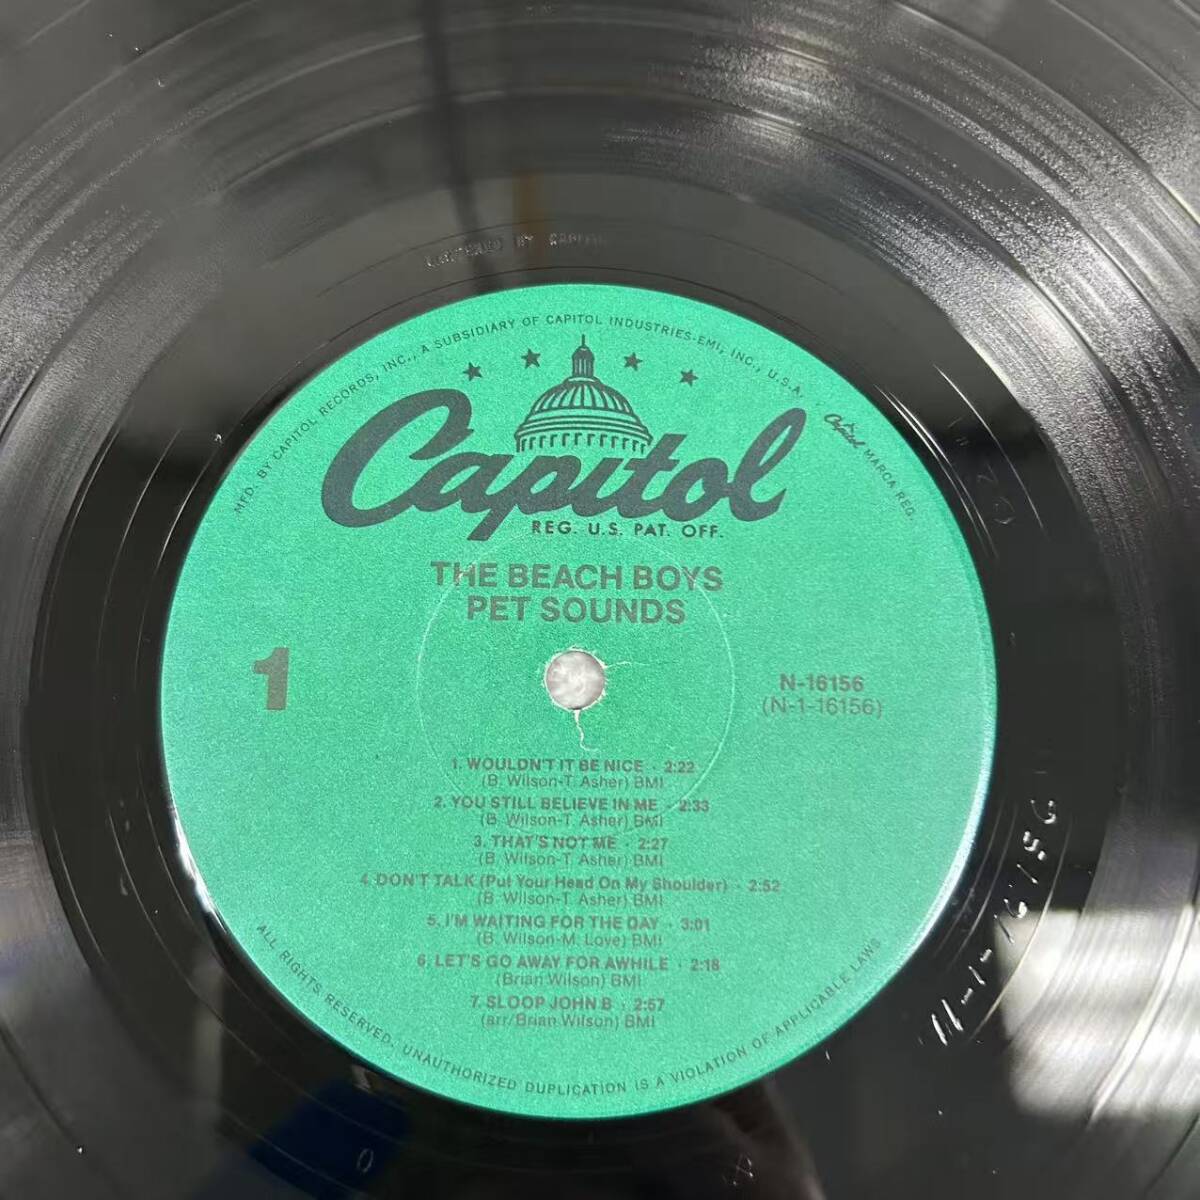 MASTERED BY CAPITOL
MFD. BY CAPITOL RECORDS, INC., A SUBSIDIARY OF CAPITOL INDUSTRIES-EMI, INC., U.S.A.
Capitol MARCA REG.
Capitol
REG. U.S. PAT. OFF.
THE BEACH BOYS
PET SOUNDS
1
N-16156
(N-1-16156)
1. WOULDN'T IT BE NICE · 2:22
(B. Wilson-T. Asher) BMI
2. YOU STILL BELIEVE IN ME · 2:33
(B. Wilson-T. Asher) BMI
3. THAT'S NOT ME · 2:27
(B. Wilson-T. Asher) BMI
4. DON'T TALK (Put Your Head On My Shoulder) · 2:52
(B. Wilson-T. Asher) BMI
5. I'M WAITING FOR THE DAY · 3:01
(B. Wilson-M. Love) BMI
6. LET'S GO AWAY FOR AWHILE · 2:18
(Brian Wilson) BMI
7. SLOOP JOHN B · 2:57
(arr/Brian Wilson) BMI
ALL RIGHTS RESERVED. UNAUTHORIZED DUPLICATION IS A VIOLATION OF APPLICABLE LAWS
N-1-16156